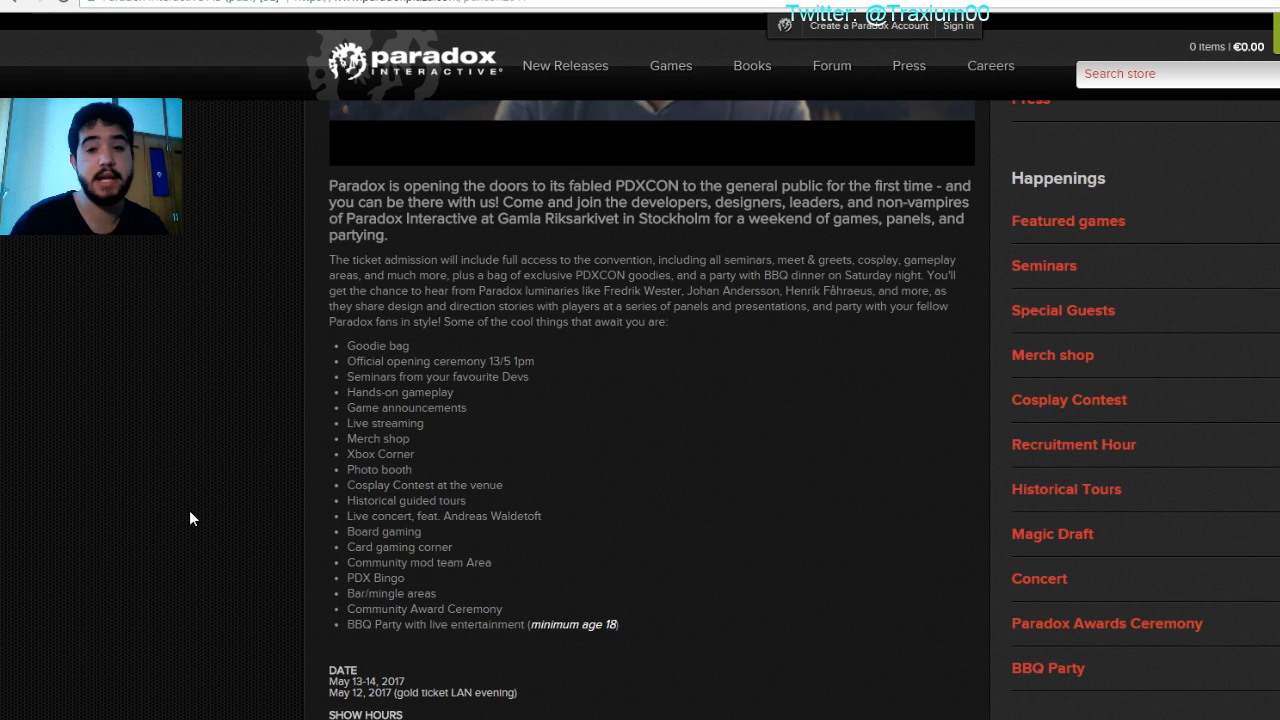 Twitter: @Traxium00
Create a Paradox Account Sign in
paradox
INTERACTIVE
New Releases Games Books Forum Press Careers
0 items | €0.00
Search store
Press
Paradox is opening the doors to its fabled PDXCON to the general public for the first time - and
you can be there with us! Come and join the developers, designers, leaders, and non-vampires
of Paradox Interactive at Gamla Riksarkivet in Stockholm for a weekend of games, panels, and
partying.
The ticket admission will include full access to the convention, including all seminars, meet & greets, cosplay, gameplay
areas, and much more, plus a bag of exclusive PDXCON goodies, and a party with BBQ dinner on Saturday night. You'll
get the chance to hear from Paradox luminaries like Fredrik Wester, Johan Andersson, Henrik Fåhraeus, and more, as
they share design and direction stories with players at a series of panels and presentations, and party with your fellow
Paradox fans in style! Some of the cool things that await you are:
Goodie bag
Official opening ceremony 13/5 1pm
Seminars from your favourite Devs
Hands-on gameplay
Game announcements
Live streaming
Merch shop
Xbox Corner
Photo booth
Cosplay Contest at the venue
Historical guided tours
Live concert, feat. Andreas Waldetoft
Board gaming
Card gaming corner
Community mod team Area
PDX Bingo
Bar/mingle areas
Community Award Ceremony
BBQ Party with live entertainment (minimum age 18)
DATE
May 13-14, 2017
May 12, 2017 (gold ticket LAN evening)
SHOW HOURS
Happenings
Featured games
Seminars
Special Guests
Merch shop
Cosplay Contest
Recruitment Hour
Historical Tours
Magic Draft
Concert
Paradox Awards Ceremony
BBQ Party